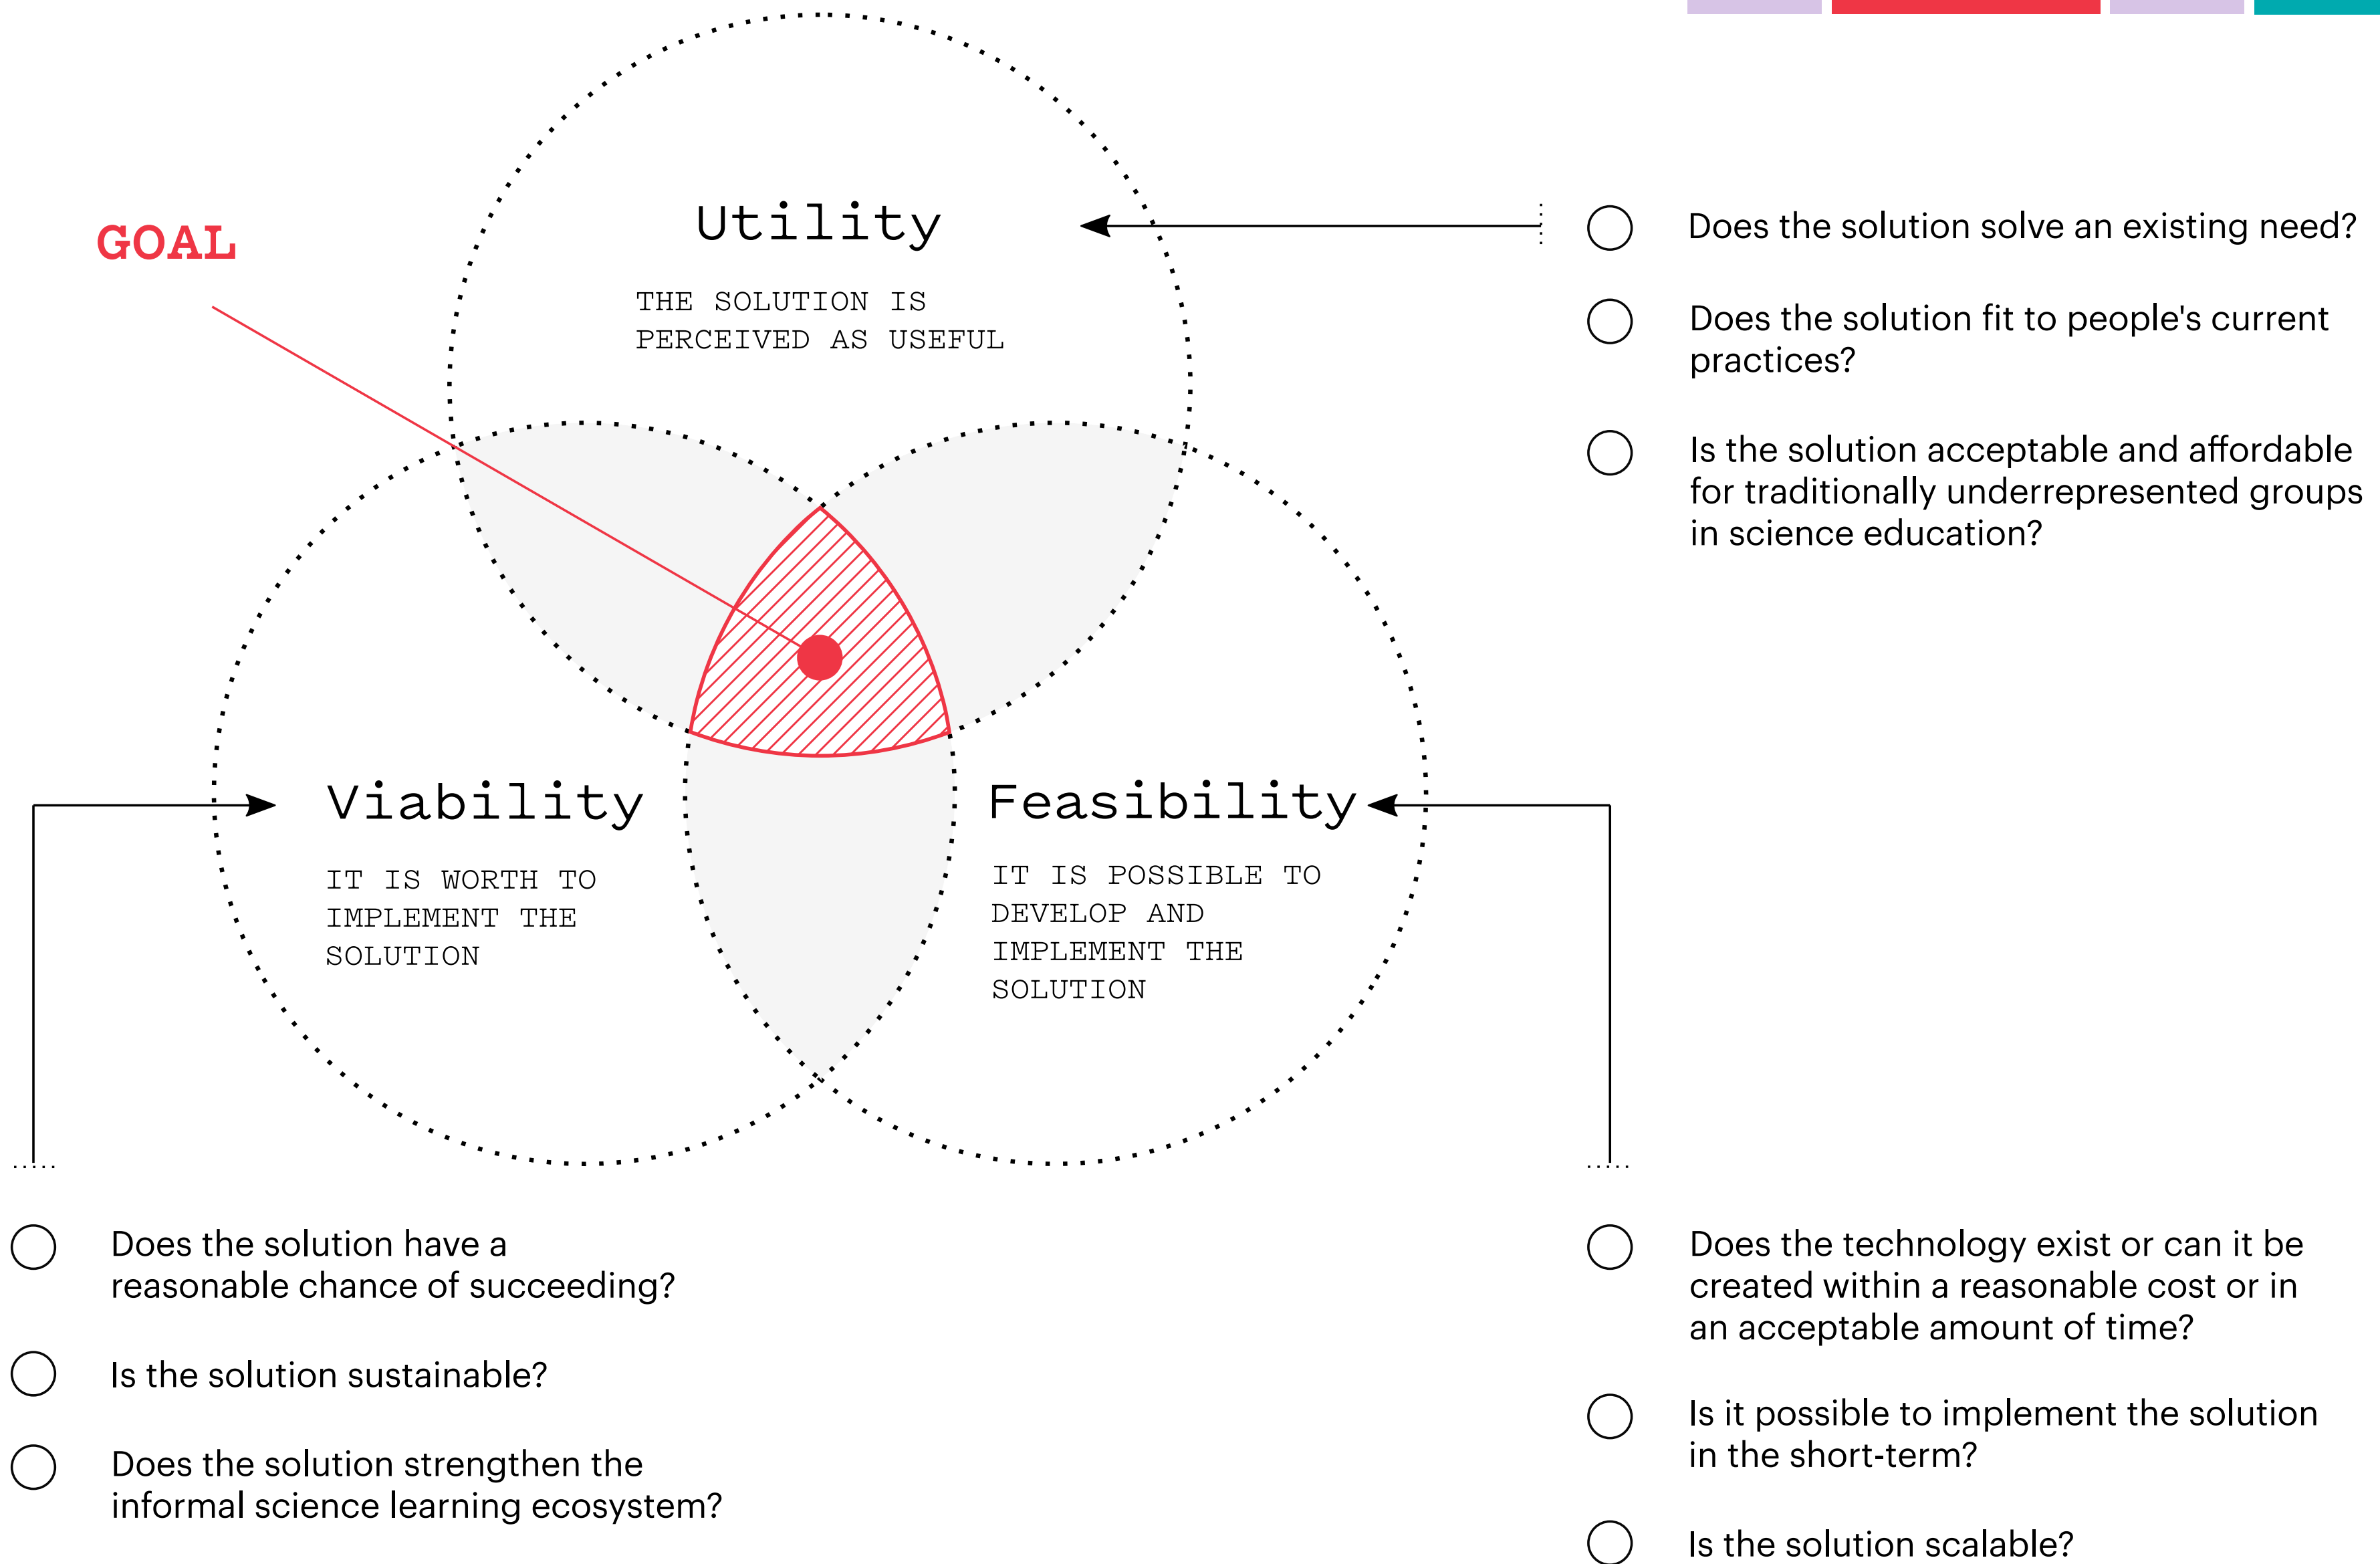 GOAL
Utility
THE SOLUTION IS
PERCEIVED AS USEFUL
Does the solution solve an existing need?
Does the solution fit to people's current
practices?
Is the solution acceptable and affordable
for traditionally underrepresented groups
in science education?
Viability
IT IS WORTH TO
IMPLEMENT THE
SOLUTION
Feasibility
IT IS POSSIBLE TO
DEVELOP AND
IMPLEMENT THE
SOLUTION
Does the solution have a
reasonable chance of succeeding?
Is the solution sustainable?
Does the solution strengthen the
informal science learning ecosystem?
Does the technology exist or can it be
created within a reasonable cost or in
an acceptable amount of time?
Is it possible to implement the solution
in the short-term?
Is the solution scalable?